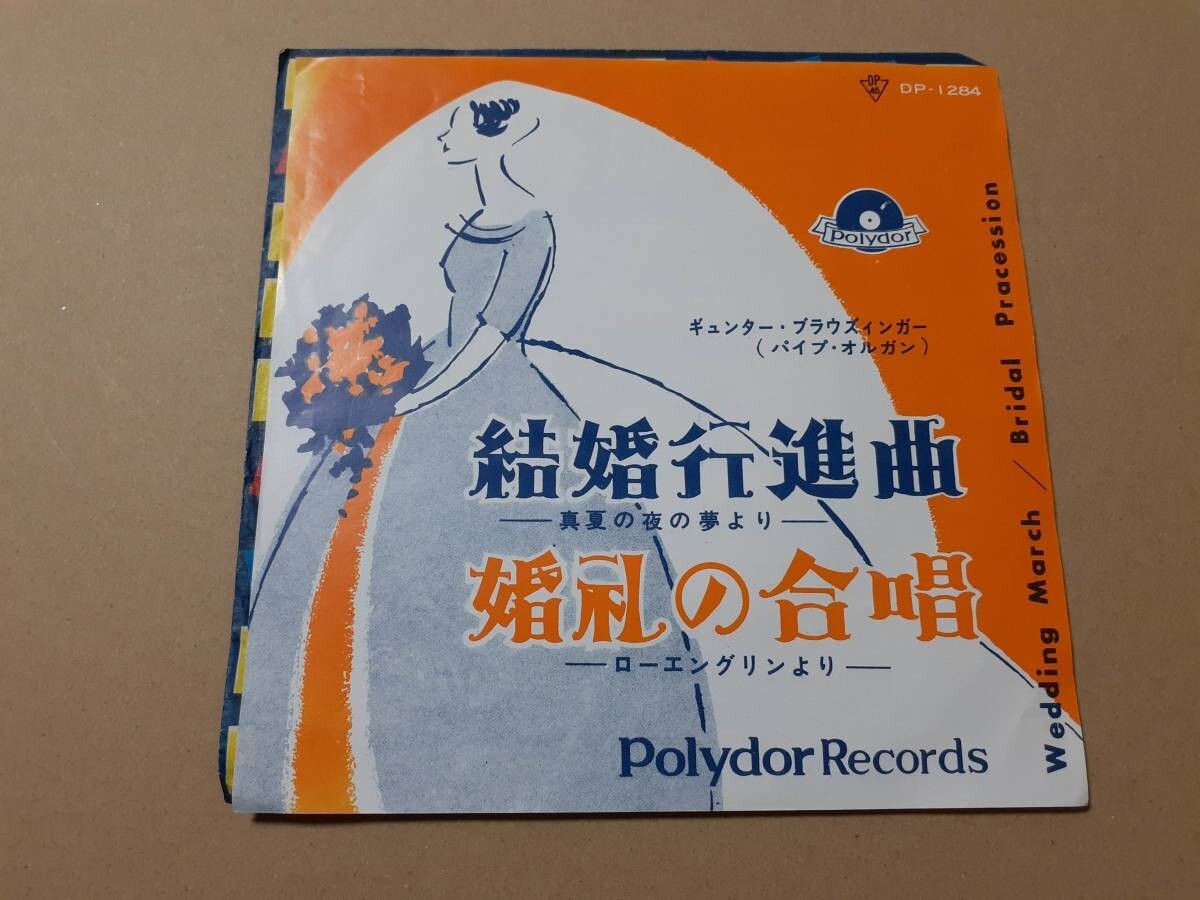 DP
45
DP-1284
Polydor
ギュンター・ブラウズィンガー
(パイプ・オルガン)
結婚行進曲
──真夏の夜の夢より──
婚礼の合唱
──ローエングリンより──
Polydor Records
Wedding March / Bridal Pracession